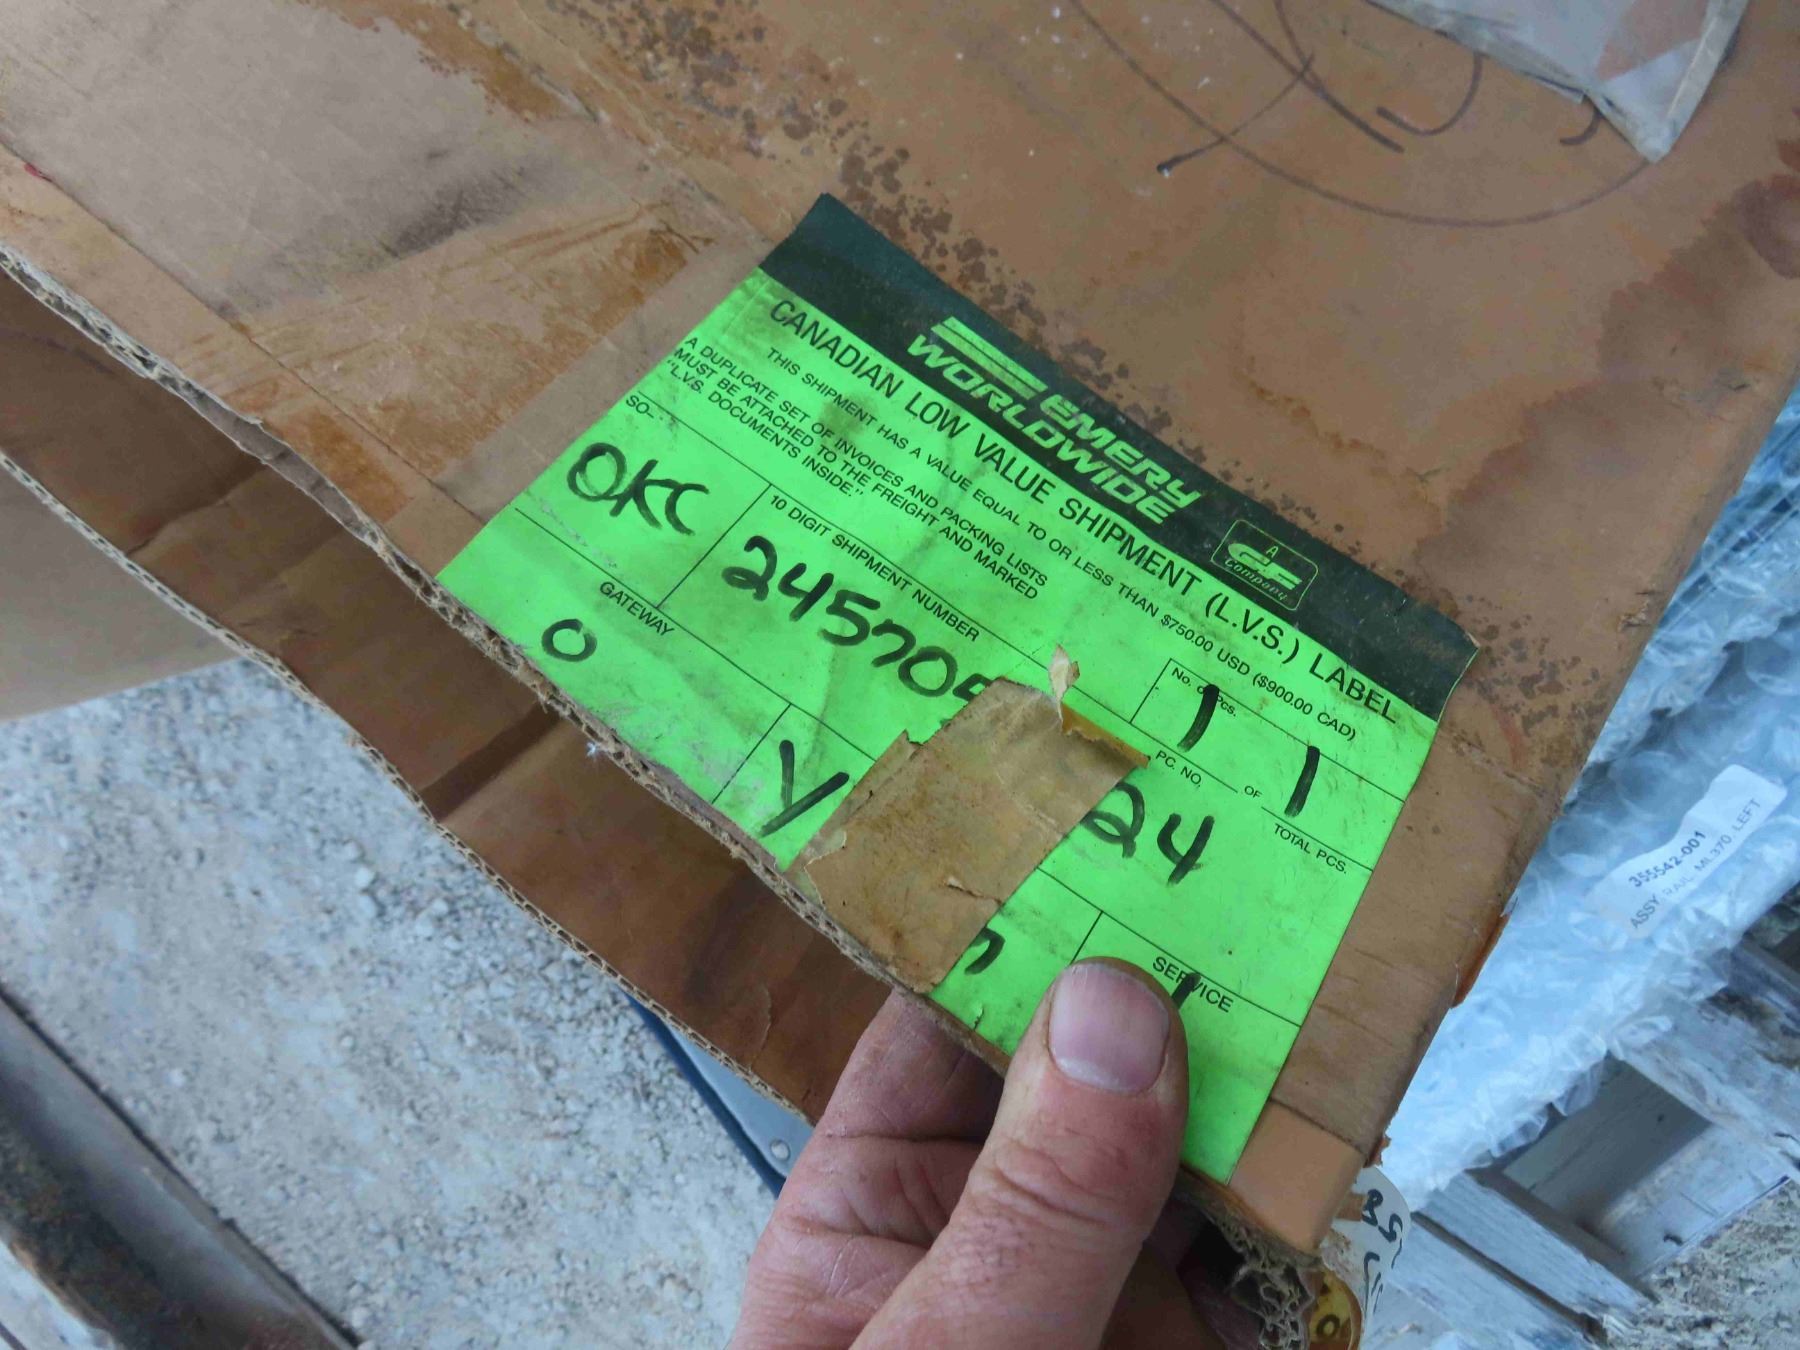 EMERY
WORLDWIDE
A
CF
Company
CANADIAN LOW VALUE SHIPMENT (L.V.S.) LABEL
THIS SHIPMENT HAS A VALUE EQUAL TO OR LESS THAN $750.00 USD ($900.00 CAD)
A DUPLICATE SET OF INVOICES AND PACKING LISTS
MUST BE ATTACHED TO THE FREIGHT AND MARKED
"L.V.S. DOCUMENTS INSIDE."
No. of Pcs.
1 1
PC. NO. OF TOTAL PCS.
SO-
OKC
10 DIGIT SHIPMENT NUMBER
245705
24
GATEWAY
O
Y
SERVICE
355542-001
ASSY RAIL, ML370, LEFT